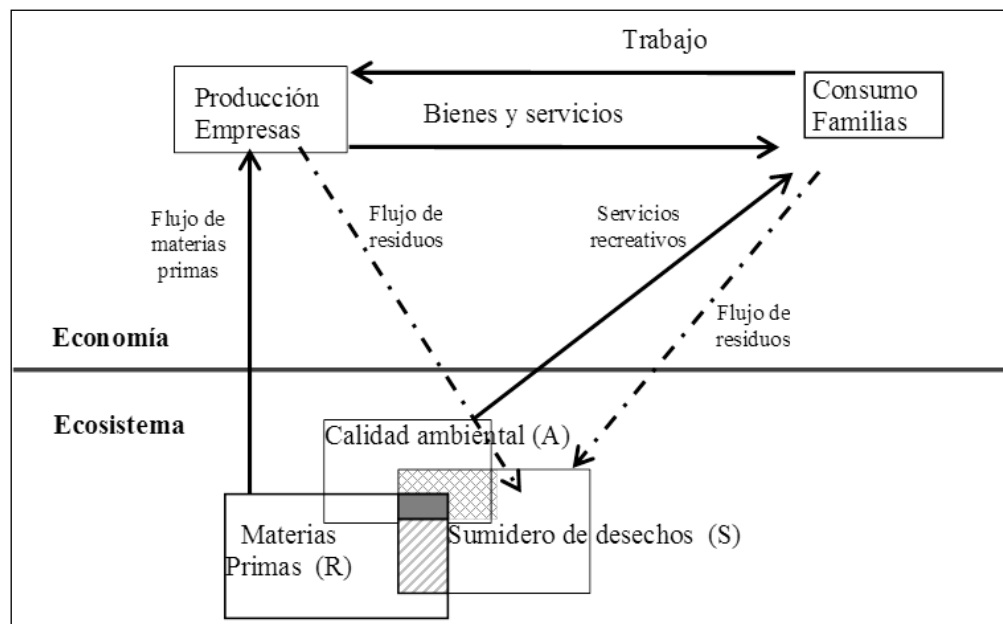 Trabajo
Producción
Empresas
Consumo
Familias
Bienes y servicios
Flujo de
materias
primas
Flujo de
residuos
Servicios
recreativos
Flujo de
residuos
Economía
Ecosistema
Calidad ambiental (A)
Materias
Primas (R)
Sumidero de desechos (S)